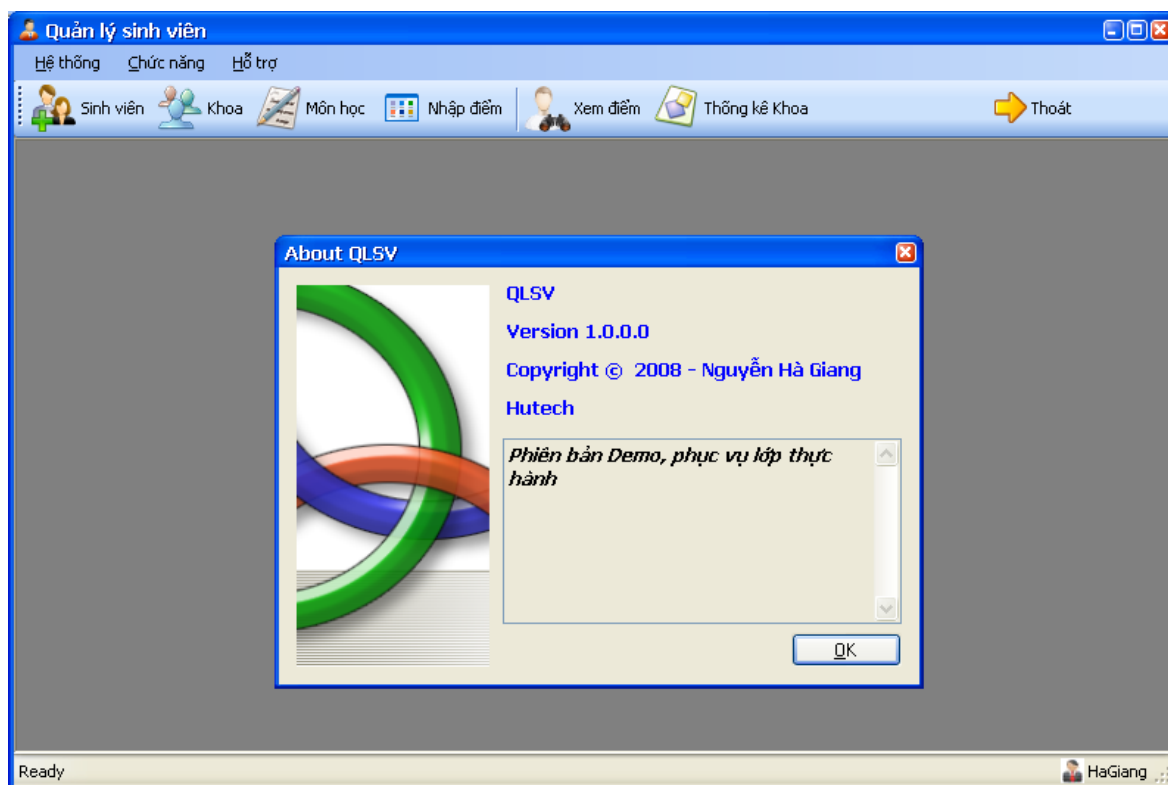 Quản lý sinh viên
Hệ thống Chức năng Hỗ trợ
Sinh viên Khoa Môn học Nhập điểm Xem điểm Thống kê Khoa Thoát
About QLSV
QLSV
Version 1.0.0.0
Copyright © 2008 - Nguyễn Hà Giang
Hutech
Phiên bản Demo, phục vụ lớp thực
hành
OK
Ready HaGiang